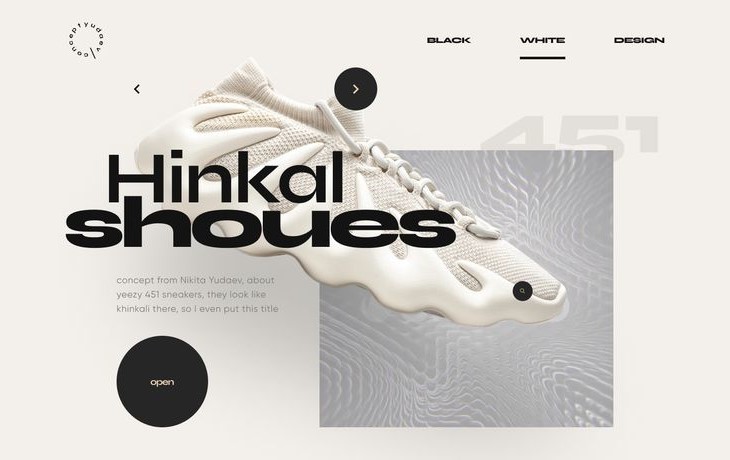 conceptyudaev
BLACK
WHITE
DESIGN
451
Hinkal
shoues
concept from Nikita Yudaev, about
yeezy 451 sneakers, they look like
khinkali there, so I even put this title
open